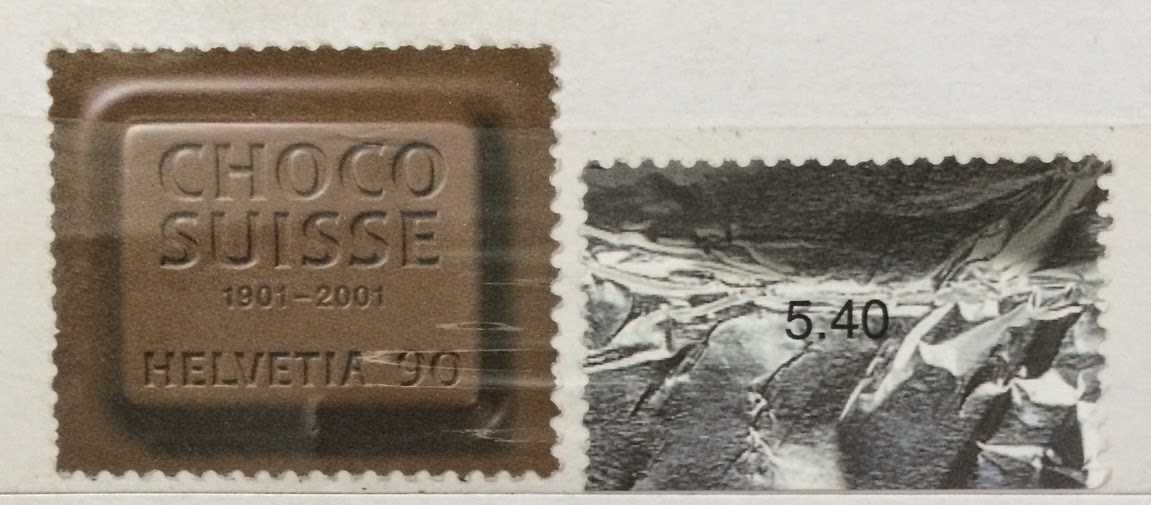 CHOCO
SUISSE
1901–2001
HELVETIA 90
5.40